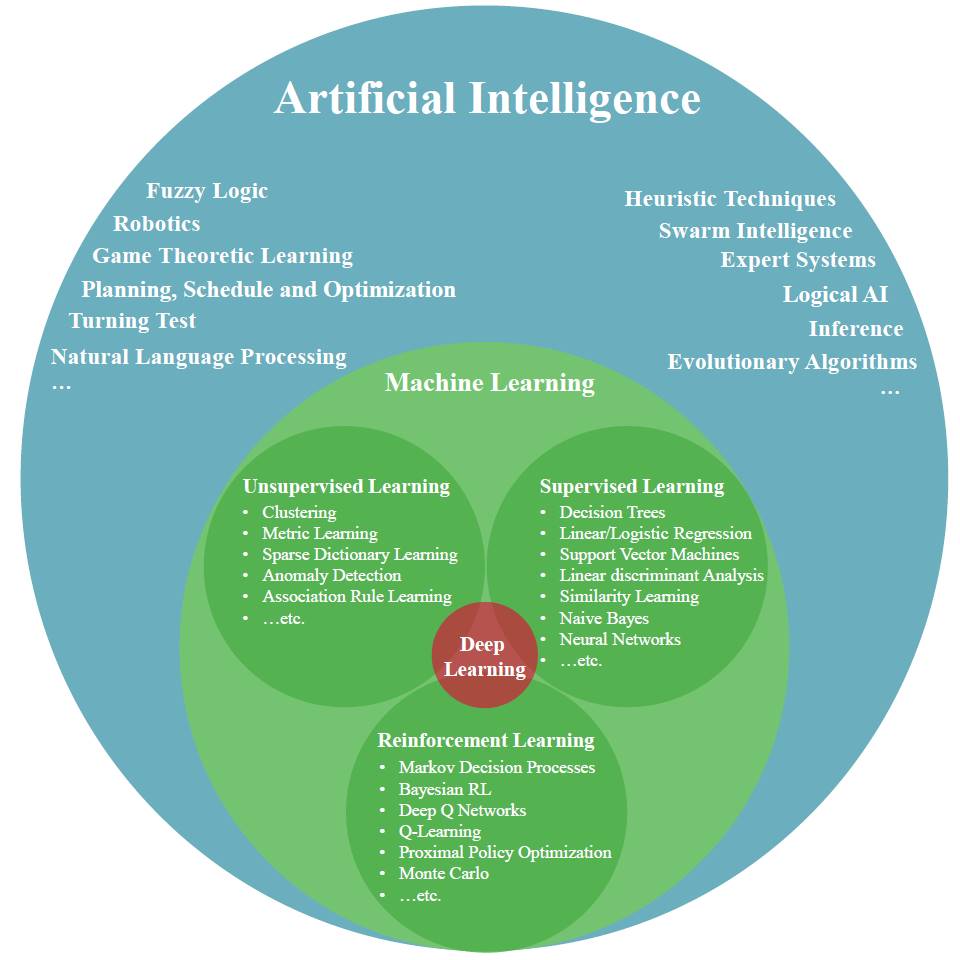 Artificial Intelligence
Fuzzy Logic
Robotics
Game Theoretic Learning
Planning, Schedule and Optimization
Turning Test
Natural Language Processing
…
Heuristic Techniques
Swarm Intelligence
Expert Systems
Logical AI
Inference
Evolutionary Algorithms
…
Machine Learning
Unsupervised Learning
• Clustering
• Metric Learning
• Sparse Dictionary Learning
• Anomaly Detection
• Association Rule Learning
• …etc.
Supervised Learning
• Decision Trees
• Linear/Logistic Regression
• Support Vector Machines
• Linear discriminant Analysis
• Similarity Learning
• Naive Bayes
• Neural Networks
• …etc.
Deep
Learning
Reinforcement Learning
• Markov Decision Processes
• Bayesian RL
• Deep Q Networks
• Q-Learning
• Proximal Policy Optimization
• Monte Carlo
• …etc.